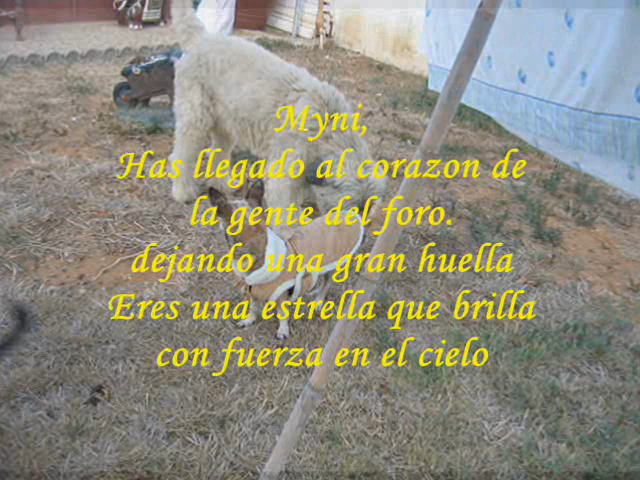 Myni,
Has llegado al corazon de
la gente del foro.
dejando una gran huella
Eres una estrella que brilla
con fuerza en el cielo